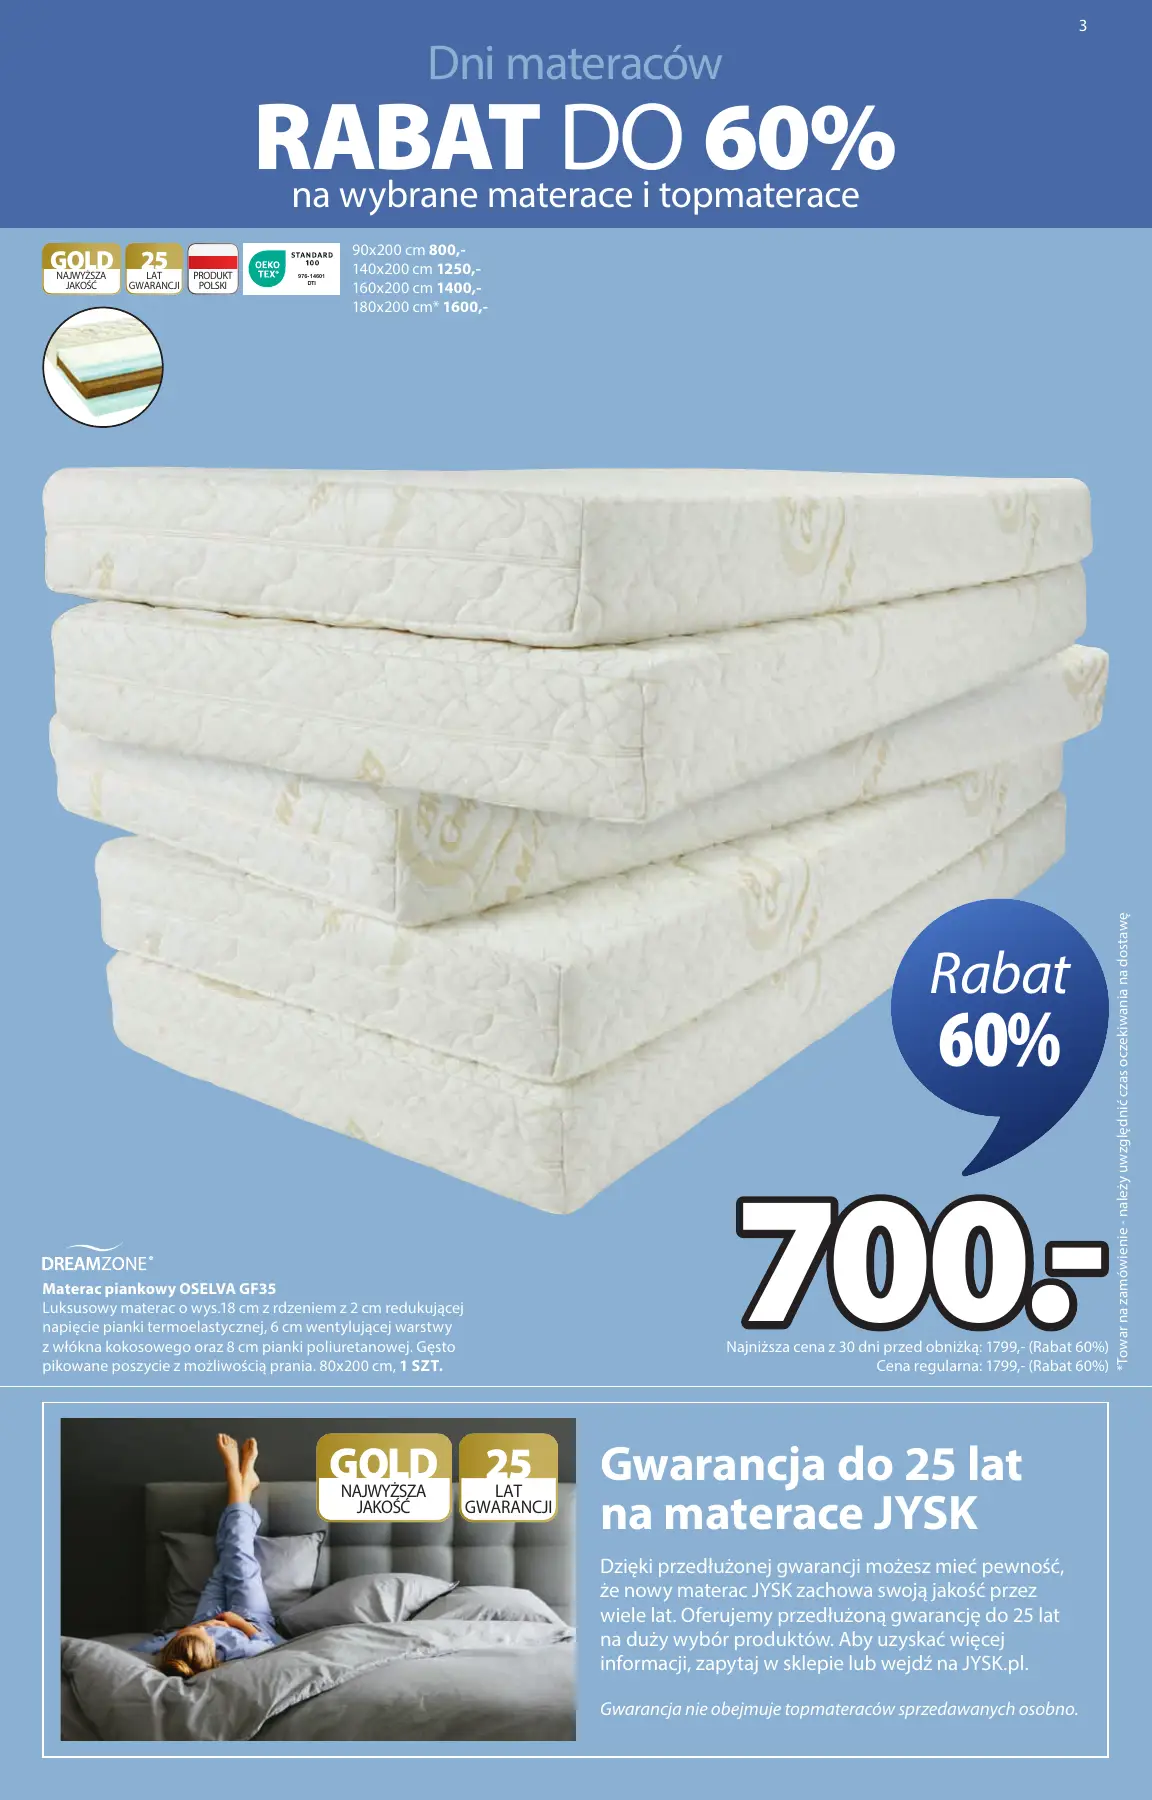 3
Dni materaców
RABAT DO 60%
na wybrane materace i topmaterace
GOLD
NAJWYŻSZA
JAKOŚĆ
25
LAT
GWARANCJI
PRODUKT
POLSKI
OEKO
TEX®
STANDARD
100
976-14601
DTI
90x200 cm 800,-
140x200 cm 1250,-
160x200 cm 1400,-
180x200 cm* 1600,-
Rabat
60%
700.-
Najniższa cena z 30 dni przed obniżką: 1799,- (Rabat 60%)
Cena regularna: 1799,- (Rabat 60%)
*Towar na zamówienie - należy uwzględnić czas oczekiwania na dostawę
DREAMZONE®
Materac piankowy OSELVA GF35
Luksusowy materac o wys.18 cm z rdzeniem z 2 cm redukującej
napięcie pianki termoelastycznej, 6 cm wentylującej warstwy
z włókna kokosowego oraz 8 cm pianki poliuretanowej. Gęsto
pikowane poszycie z możliwością prania. 80x200 cm, 1 SZT.
GOLD
NAJWYŻSZA
JAKOŚĆ
25
LAT
GWARANCJI
Gwarancja do 25 lat
na materace JYSK
Dzięki przedłużonej gwarancji możesz mieć pewność,
że nowy materac JYSK zachowa swoją jakość przez
wiele lat. Oferujemy przedłużoną gwarancję do 25 lat
na duży wybór produktów. Aby uzyskać więcej
informacji, zapytaj w sklepie lub wejdź na JYSK.pl.
Gwarancja nie obejmuje topmateraców sprzedawanych osobno.